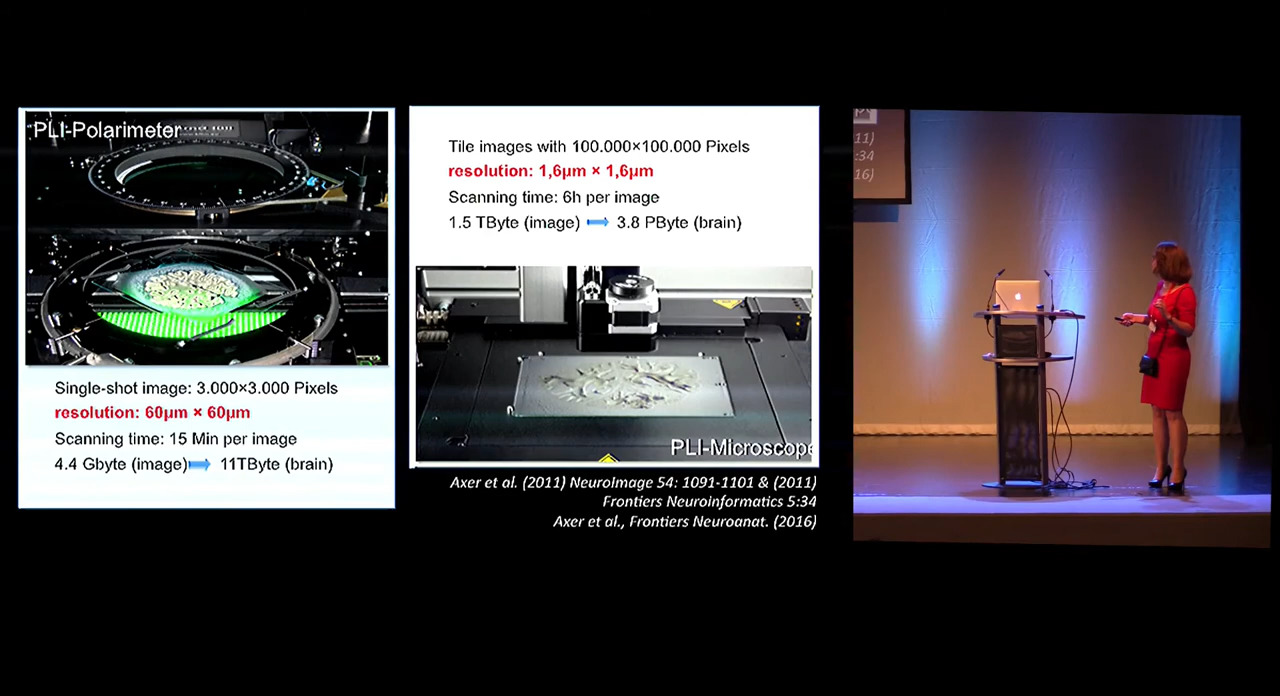 PLI-Polarimeter
Single-shot image: 3.000×3.000 Pixels
resolution: 60µm × 60µm
Scanning time: 15 Min per image
4.4 Gbyte (image) 11TByte (brain)
Tile images with 100.000×100.000 Pixels
resolution: 1,6µm × 1,6µm
Scanning time: 6h per image
1.5 TByte (image) 3.8 PByte (brain)
PLI-Microscope
Axer et al. (2011) NeuroImage 54: 1091-1101 & (2011)
Frontiers Neuroinformatics 5:34
Axer et al., Frontiers Neuroanat. (2016)
11)
:34
16)